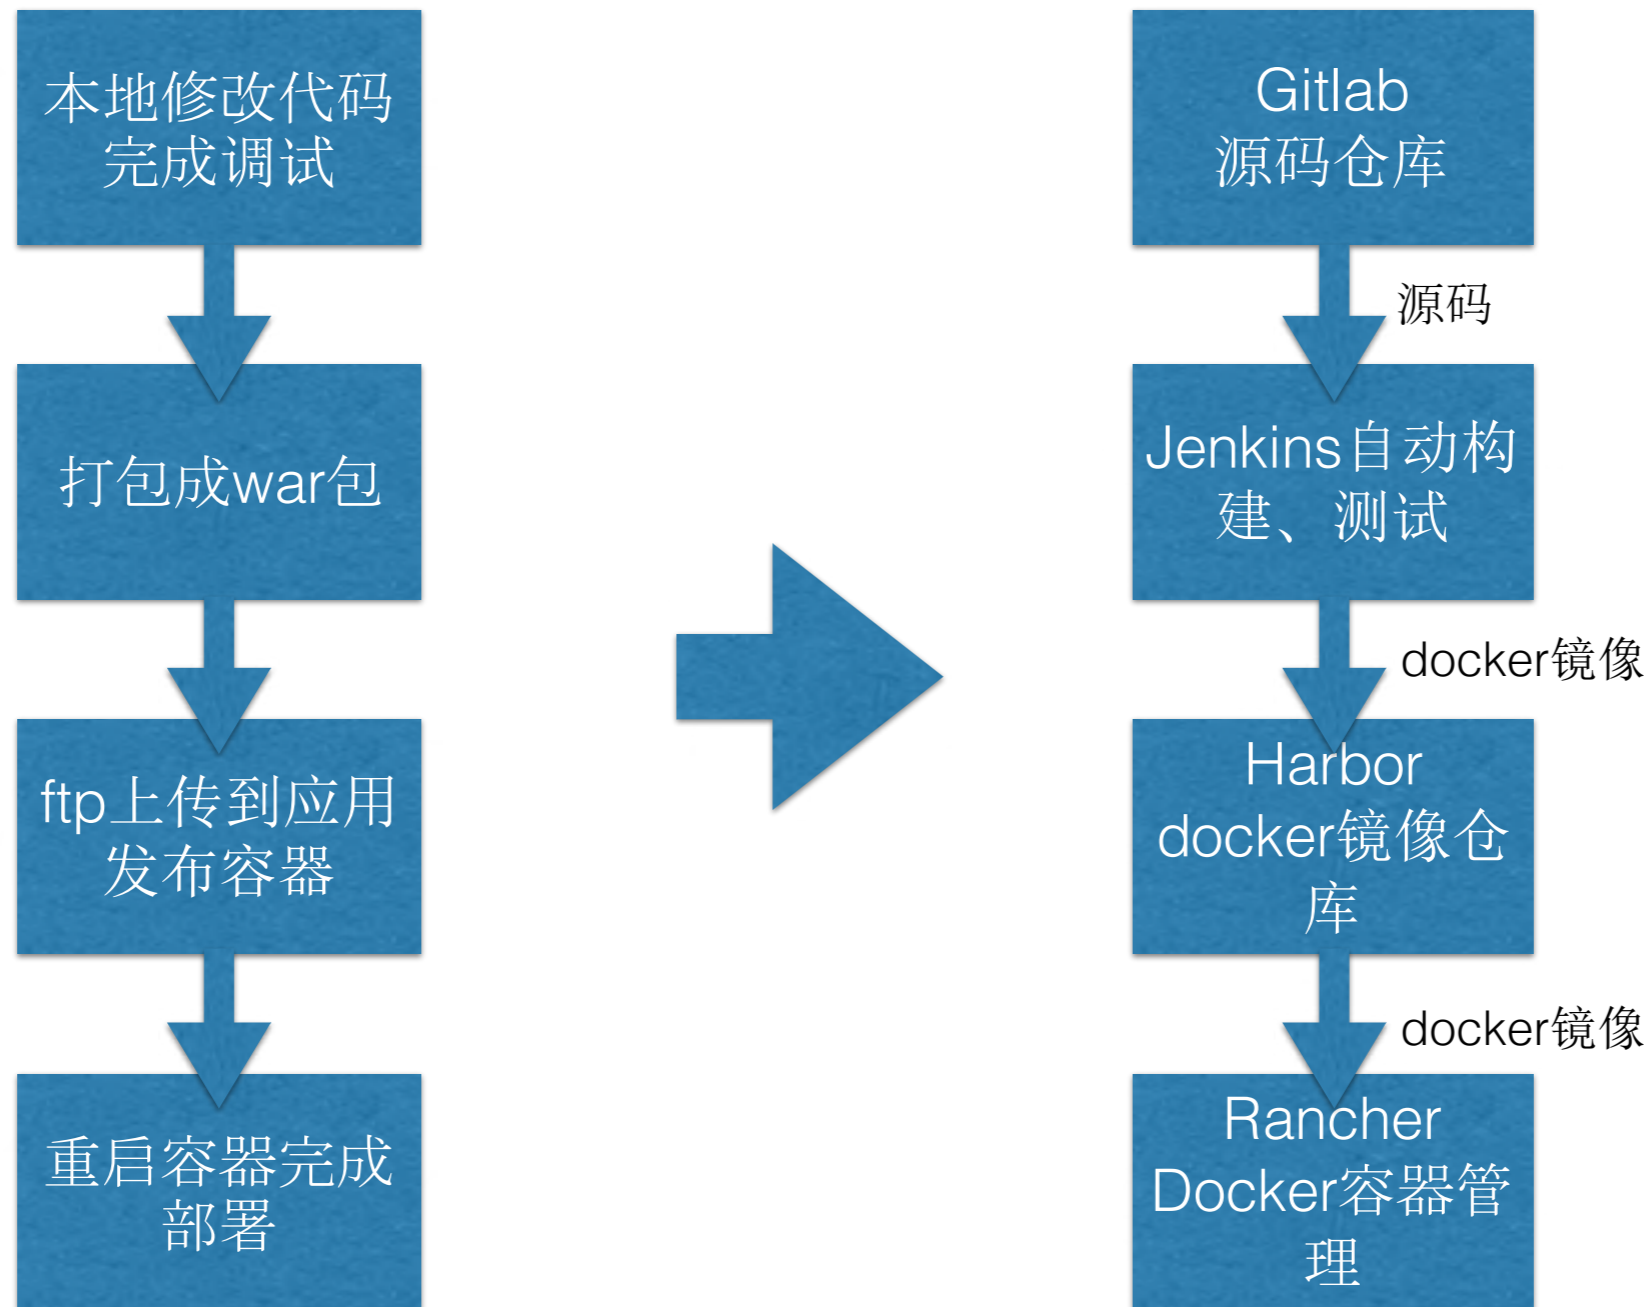 本地修改代码
完成调试
打包成war包
ftp上传到应用
发布容器
重启容器完成
部署
Gitlab
源码仓库
源码
Jenkins自动构
建、测试
docker镜像
Harbor
docker镜像仓
库
docker镜像
Rancher
Docker容器管
理